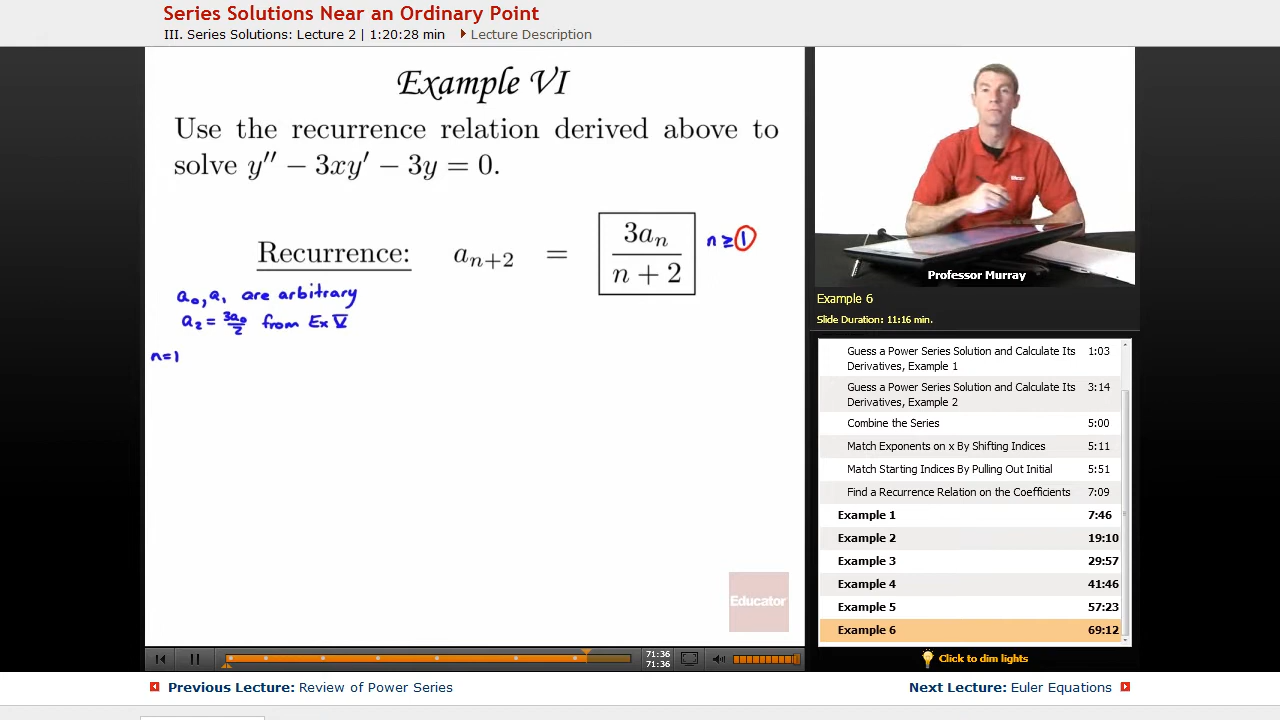 Series Solutions Near an Ordinary Point
III. Series Solutions: Lecture 2 | 1:20:28 min Lecture Description
Example VI
Use the recurrence relation derived above to
solve y′′ − 3xy′ − 3y = 0.
Recurrence: aₙ₊₂ = 3aₙ / n + 2 n ≥ 1
a₀, a₁ are arbitrary
a₂ = 3a₀/2 from Ex V
n=1
Educator
Professor Murray
Example 6
Slide Duration: 11:16 min.
Guess a Power Series Solution and Calculate Its 1:03
Derivatives, Example 1
Guess a Power Series Solution and Calculate Its 3:14
Derivatives, Example 2
Combine the Series 5:00
Match Exponents on x By Shifting Indices 5:11
Match Starting Indices By Pulling Out Initial 5:51
Find a Recurrence Relation on the Coefficients 7:09
Example 1 7:46
Example 2 19:10
Example 3 29:57
Example 4 41:46
Example 5 57:23
Example 6 69:12
71:36
71:36
Click to dim lights
Previous Lecture: Review of Power Series
Next Lecture: Euler Equations